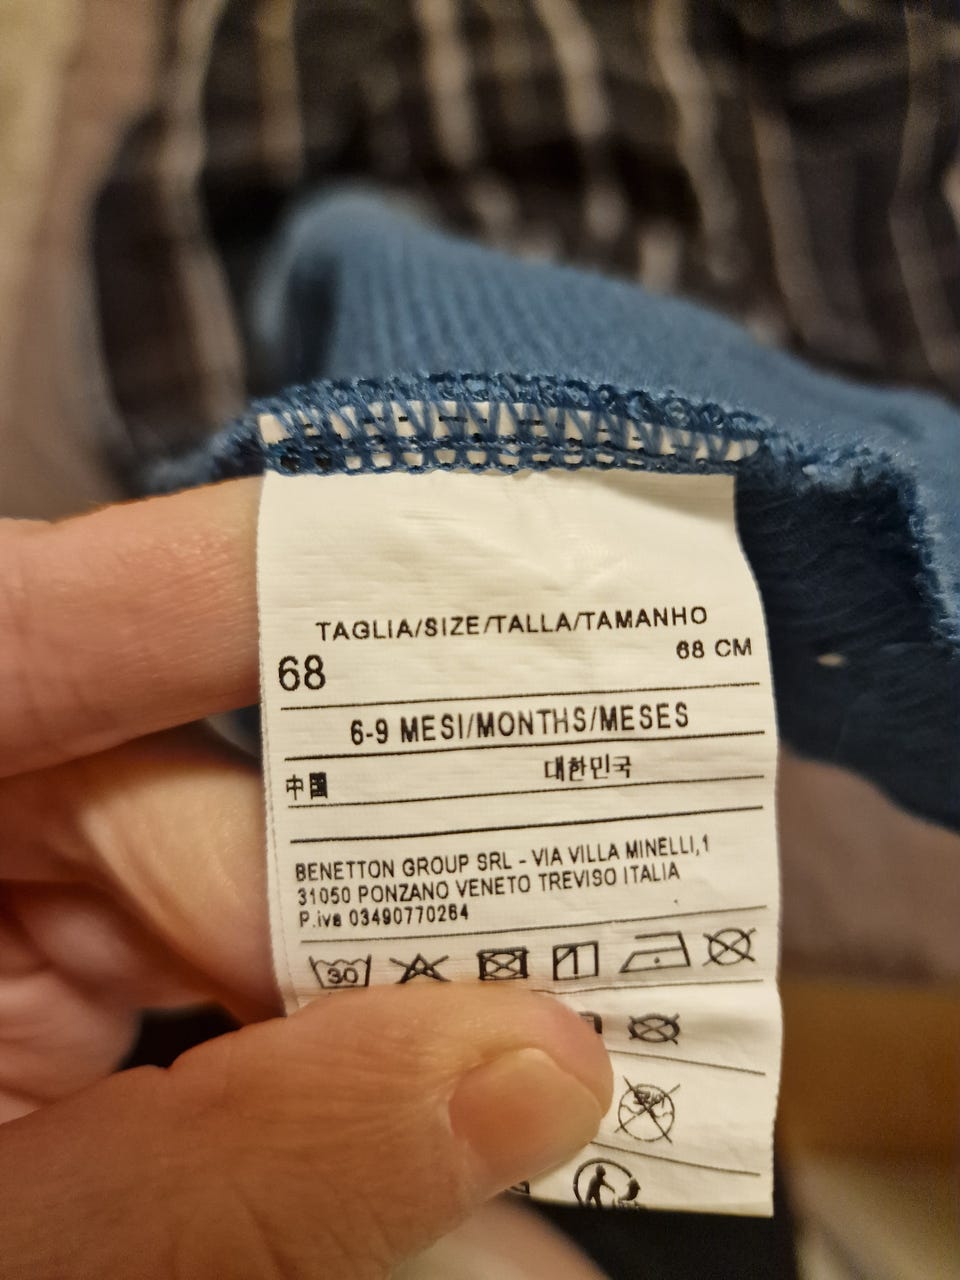 TAGLIA/SIZE/TALLA/TAMANHO
68 68 CM
6-9 MESI/MONTHS/MESES
中国 대한민국
BENETTON GROUP SRL - VIA VILLA MINELLI,1
31050 PONZANO VENETO TREVISO ITALIA
P.iva 03490770264
30